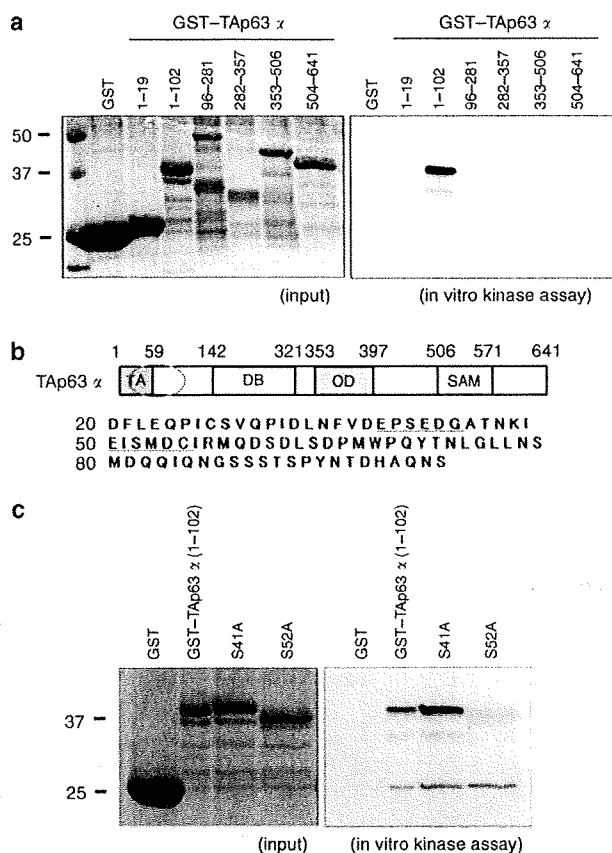 a
GST–TAp63 α
GST–TAp63 α
GST
1–19
1–102
96–281
282–357
353–506
504–641
GST
1–19
1–102
96–281
282–357
353–506
504–641
50
37
25
(input)
(in vitro kinase assay)
b
1 59 142 321 353 397 506 571 641
TAp63 α TA DB OD SAM
20 DFLEQPICSVQPIDLNFVDEPSEDGATNKI
50 EISMDCIRMQDSDLSDPMWPQYTNLGLLNS
80 MDQQIQNGSSSTSPYNTDHAQNS
c
GST
GST–TAp63 α (1–102)
S41A
S52A
GST
GST–TAp63 α (1–102)
S41A
S52A
37
25
(input)
(in vitro kinase assay)